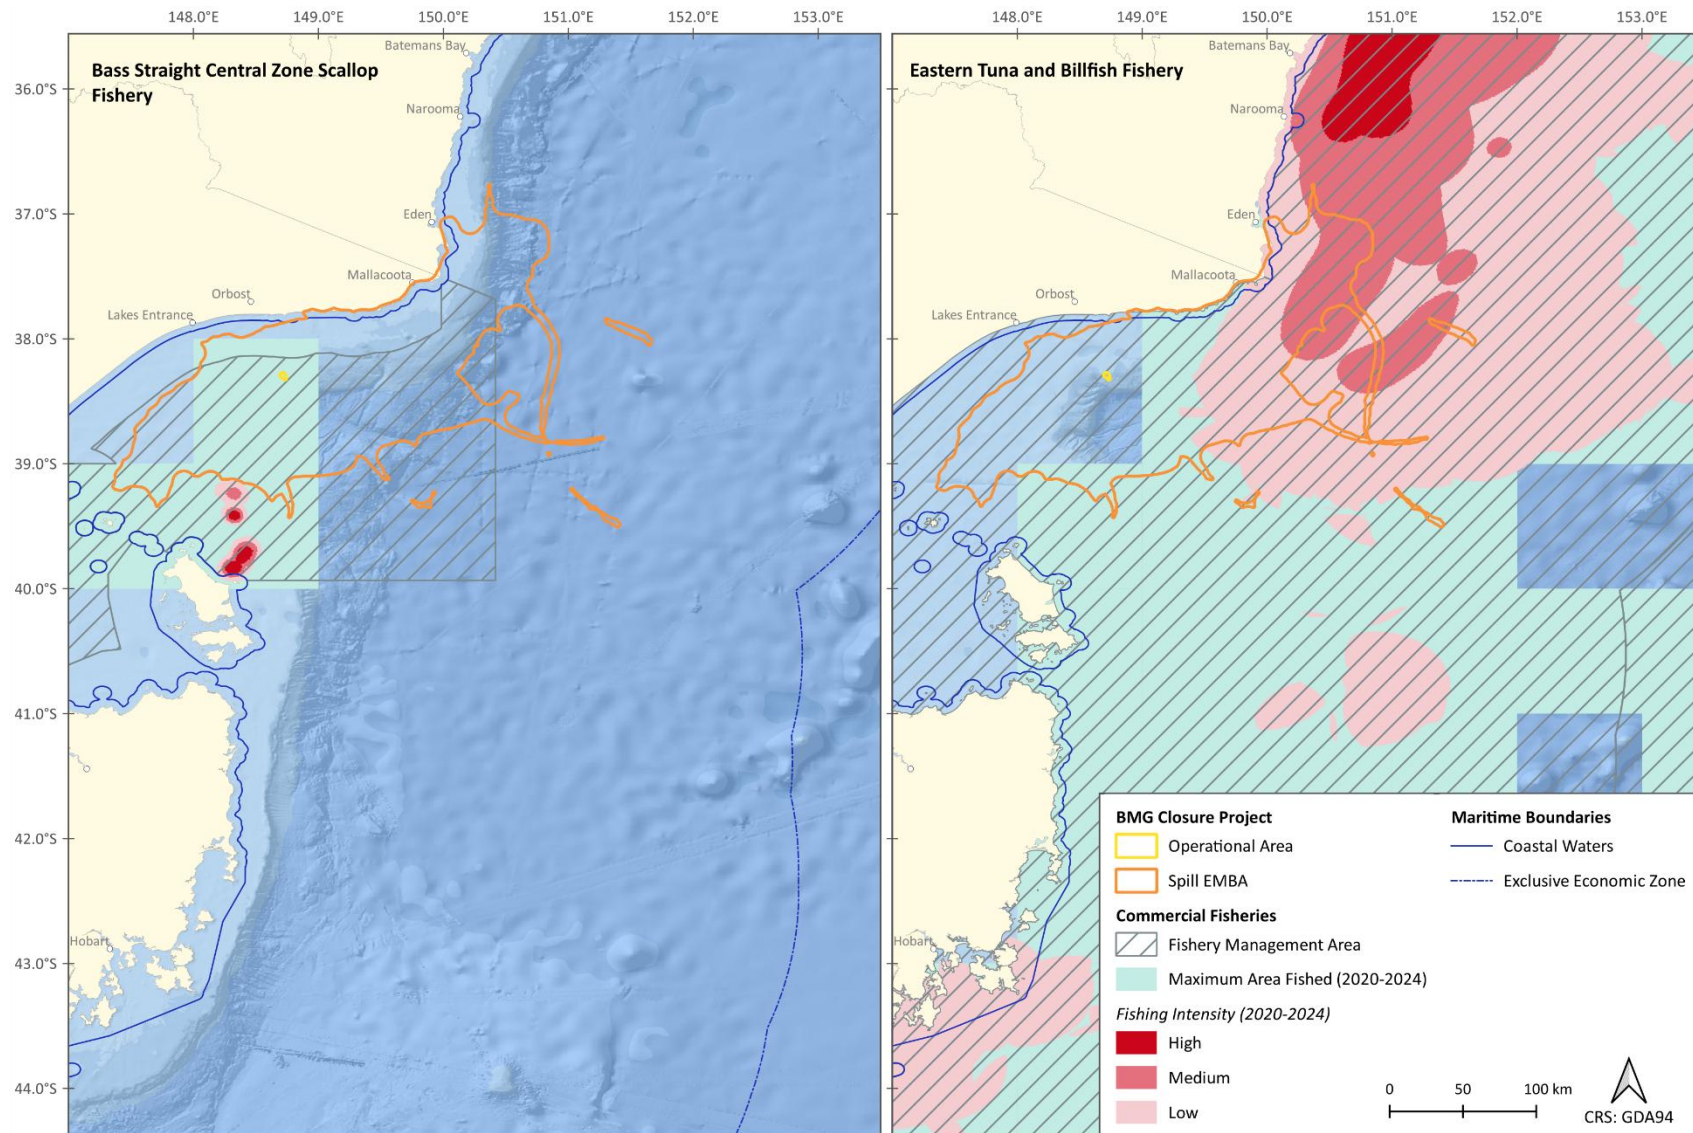 148.0°E 149.0°E 150.0°E 151.0°E 152.0°E 153.0°E
148.0°E 149.0°E 150.0°E 151.0°E 152.0°E 153.0°E
36.0°S
37.0°S
38.0°S
39.0°S
40.0°S
41.0°S
42.0°S
43.0°S
44.0°S
Bass Straight Central Zone Scallop
Fishery
Batemans Bay
Narooma
Eden
Mallacoota
Orbost
Lakes Entrance
Hobart
Eastern Tuna and Billfish Fishery
Batemans Bay
Narooma
Eden
Mallacoota
Orbost
Lakes Entrance
Hobart
BMG Closure Project
Operational Area
Spill EMBA
Commercial Fisheries
Fishery Management Area
Maximum Area Fished (2020-2024)
Fishing Intensity (2020-2024)
High
Medium
Low
Maritime Boundaries
Coastal Waters
Exclusive Economic Zone
0 50 100 km
CRS: GDA94